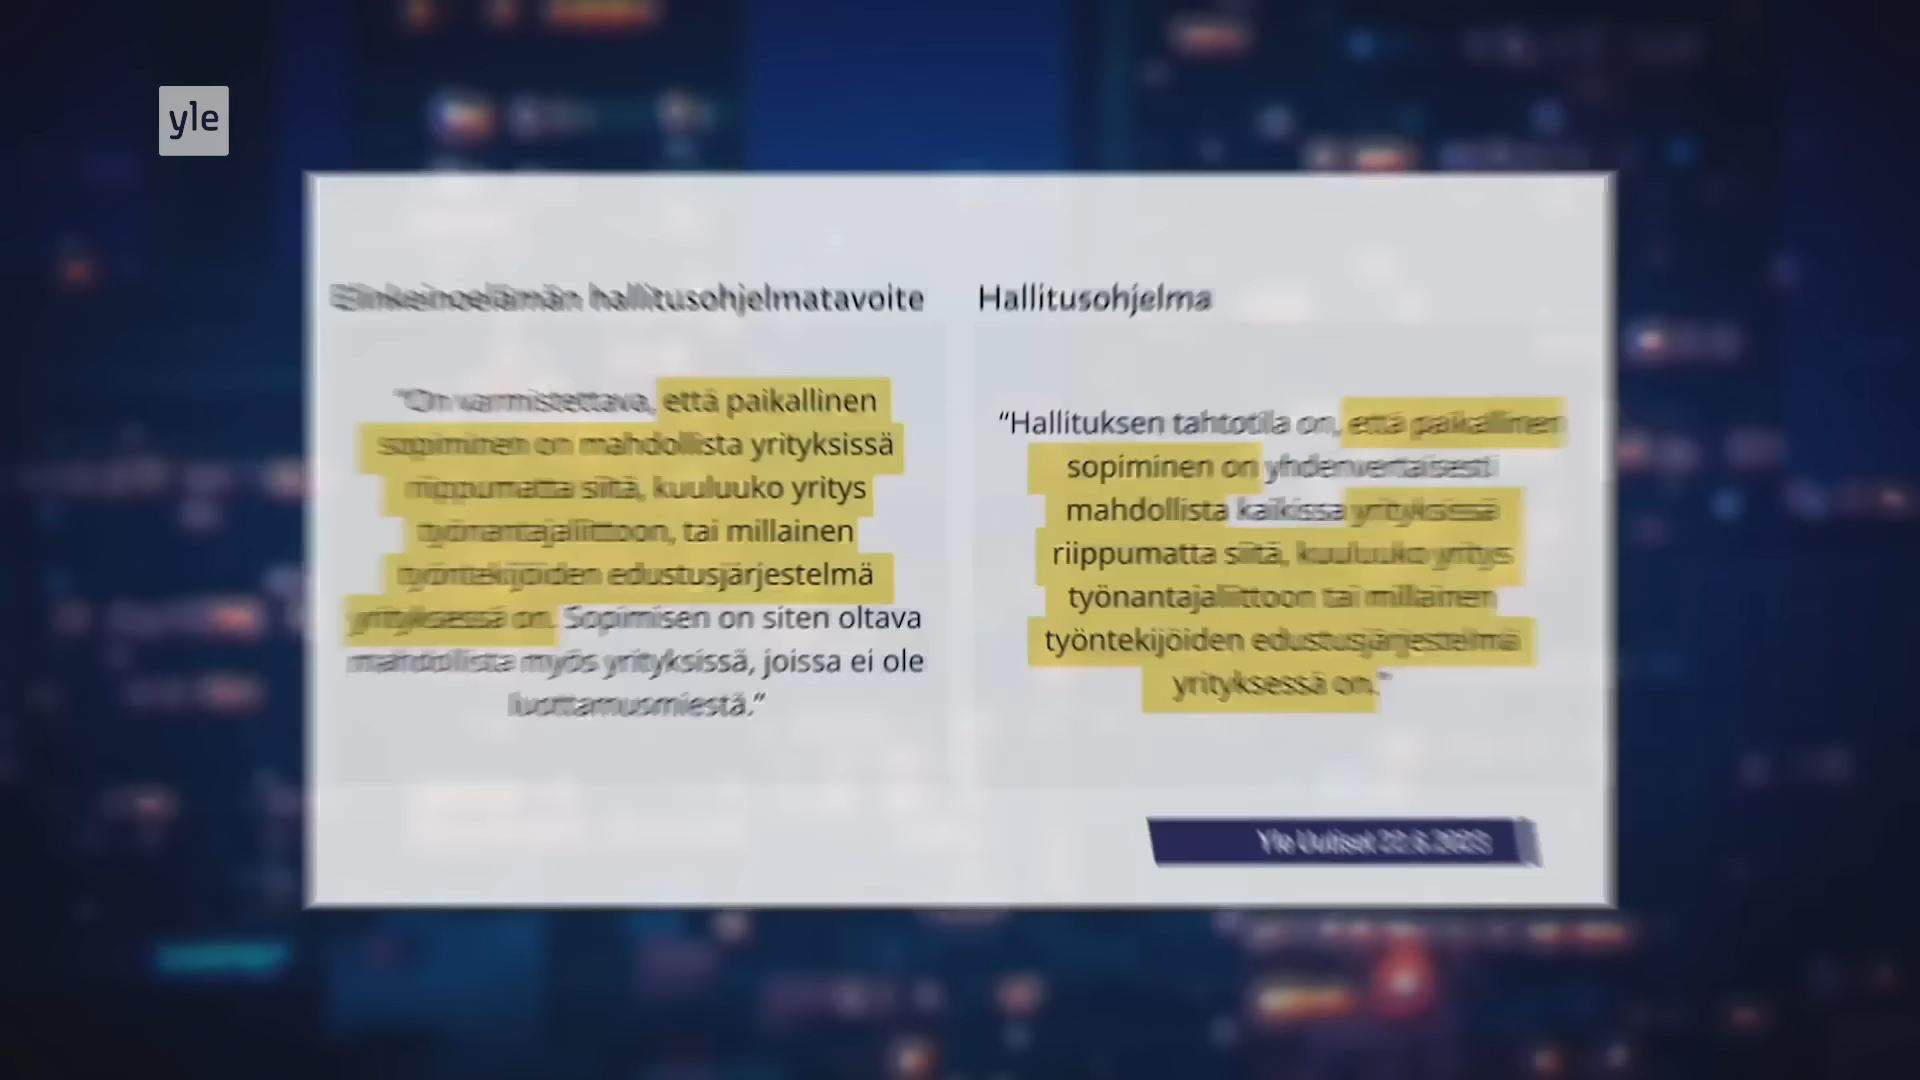 yle
Elinkeinoelämän hallitusohjelmatavoite
"On varmistettava, että paikallinen
sopiminen on mahdollista yrityksissä
riippumatta siitä, kuuluuko yritys
työnantajaliittoon, tai millainen
työntekijöiden edustusjärjestelmä
yrityksessä on. Sopimisen on siten oltava
mahdollista myös yrityksissä, joissa ei ole
luottamusmiestä.”
Hallitusohjelma
“Hallituksen tahtotila on, että paikallinen
sopiminen on yhdenvertaisesti
mahdollista kaikissa yrityksissä
riippumatta siitä, kuuluuko yritys
työnantajaliittoon tai millainen
työntekijöiden edustusjärjestelmä
yrityksessä on.”
Yle Uutiset